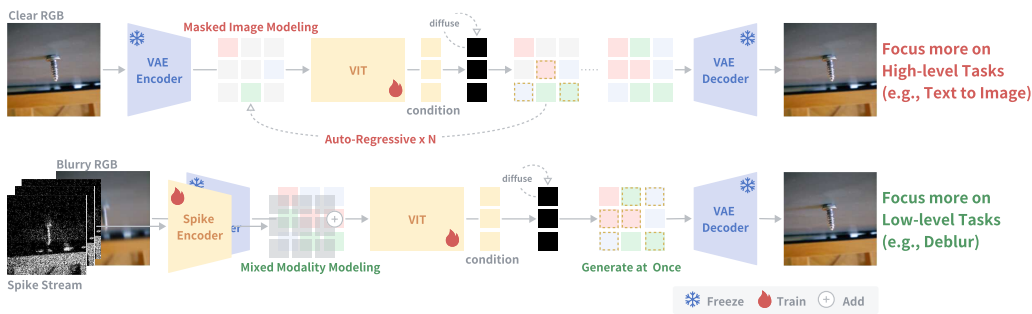 Clear RGB
Masked Image Modeling
VAE
Encoder
VIT
condition
diffuse
Auto-Regressive x N
VAE
Decoder
Focus more on
High-level Tasks
(e.g., Text to Image)
Blurry RGB
Spike Stream
Spike
Encoder
Mixed Modality Modeling
VIT
condition
diffuse
Generate at Once
VAE
Decoder
Focus more on
Low-level Tasks
(e.g., Deblur)
Freeze
Train
Add